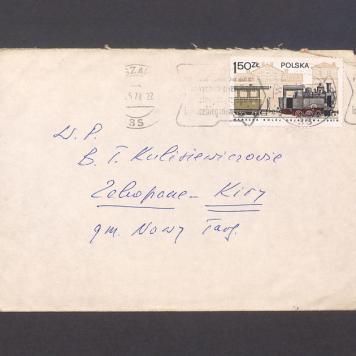 1.50 ZŁ POLSKA
W. P.
B. T. Kulisiewiczowie
Zakopane - Kiry
gm. Nowy Targ.